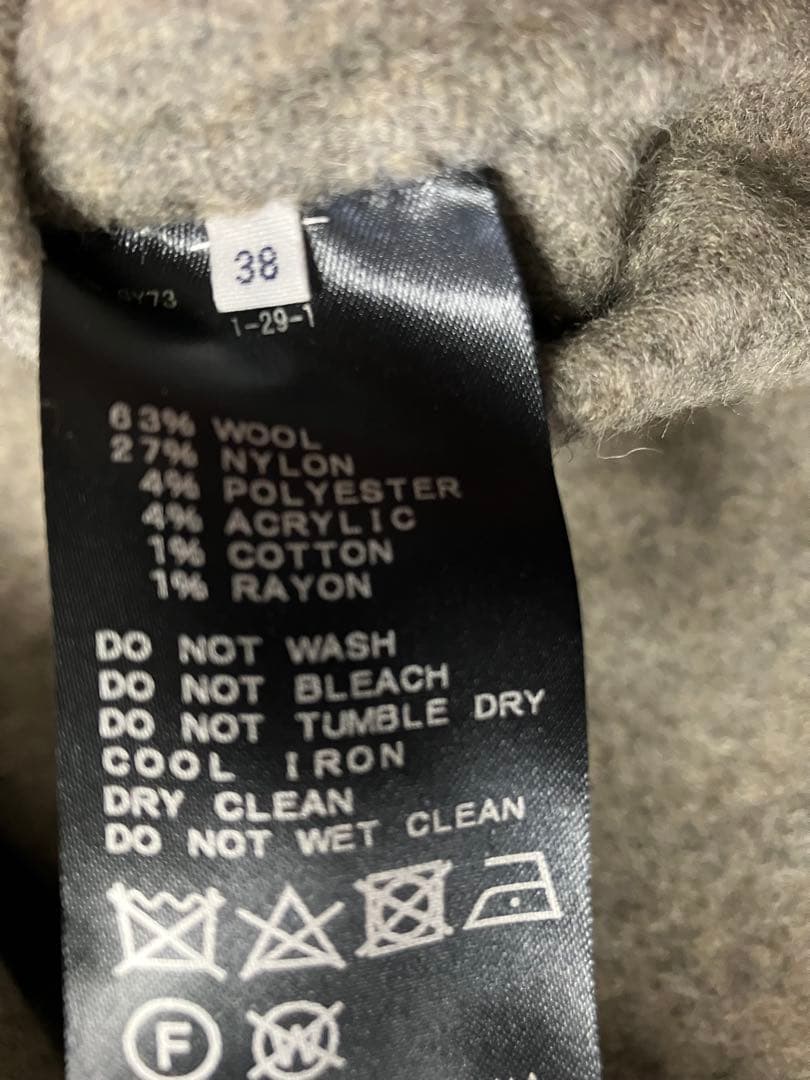 38
1-29-1
63% WOOL
27% NYLON
4% POLYESTER
4% ACRYLIC
1% COTTON
1% RAYON
DO NOT WASH
DO NOT BLEACH
DO NOT TUMBLE DRY
COOL IRON
DRY CLEAN
DO NOT WET CLEAN
F W